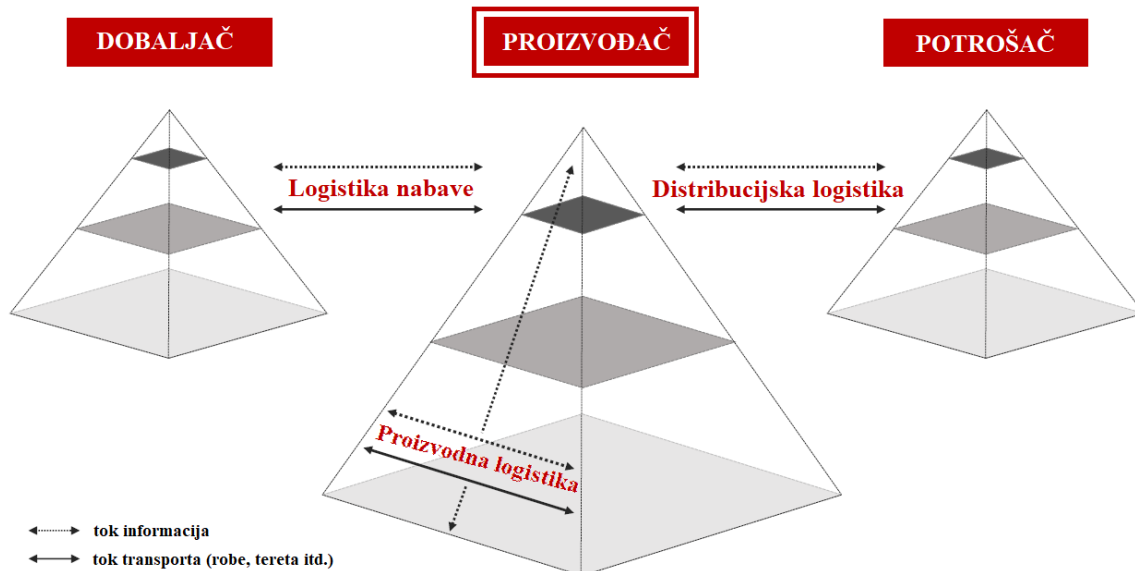 DOBALJAČ
PROIZVOĐAČ
POTROŠAČ
Logistika nabave
Distribucijska logistika
Proizvodna logistika
tok informacija
tok transporta (robe, tereta itd.)